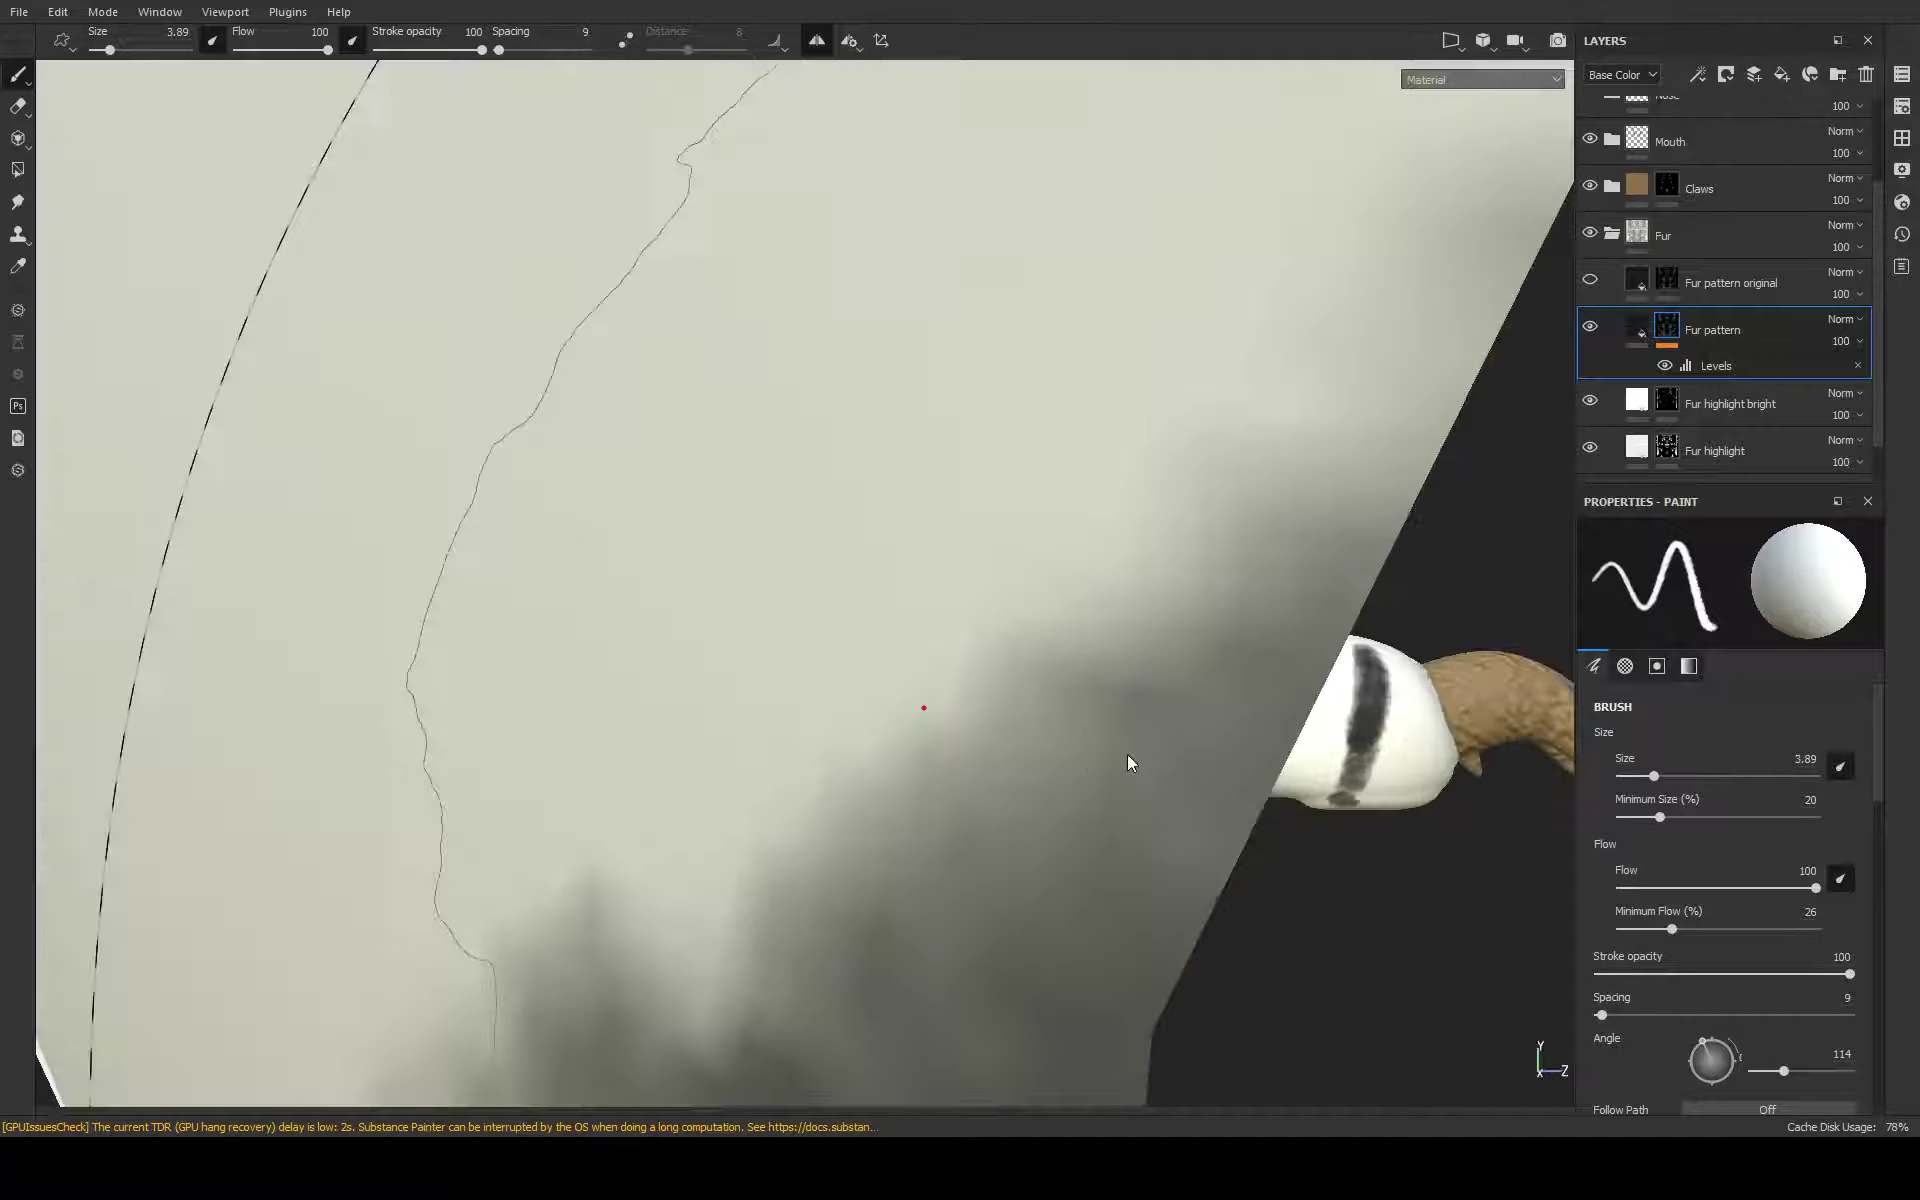 File Edit Mode Window Viewport Plugins Help
Size 3.89 Flow 100 Stroke opacity 100 Spacing 9 Distance 8
Material
LAYERS
Base Color
100
Mouth Norm
100
Claws Norm
100
Fur Norm
100
Fur pattern original Norm
100
Fur pattern Norm
100
Levels
Fur highlight bright Norm
100
Fur highlight Norm
100
Ps
PROPERTIES - PAINT
BRUSH
Size
Size 3.89
Minimum Size (%) 20
Flow
Flow 100
Minimum Flow (%) 26
Stroke opacity 100
Spacing 9
Angle
114
Follow Path Off
Y
X Z
[GPUIssuesCheck] The current TDR (GPU hang recovery) delay is low: 2s. Substance Painter can be interrupted by the OS when doing a long computation. See https://docs.substan...
Cache Disk Usage: 78%